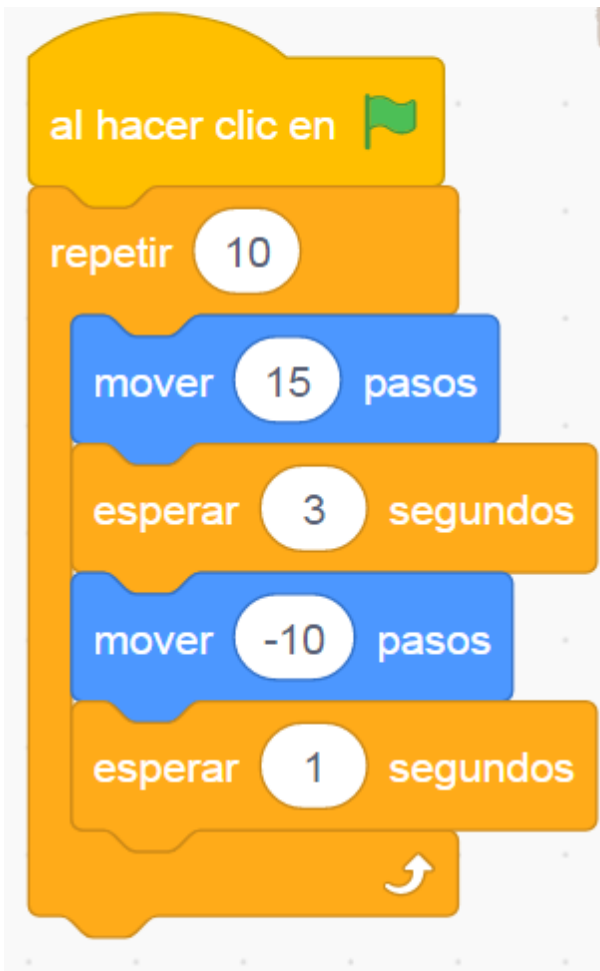 al hacer clic en
repetir 10
mover 15 pasos
esperar 3 segundos
mover -10 pasos
esperar 1 segundos